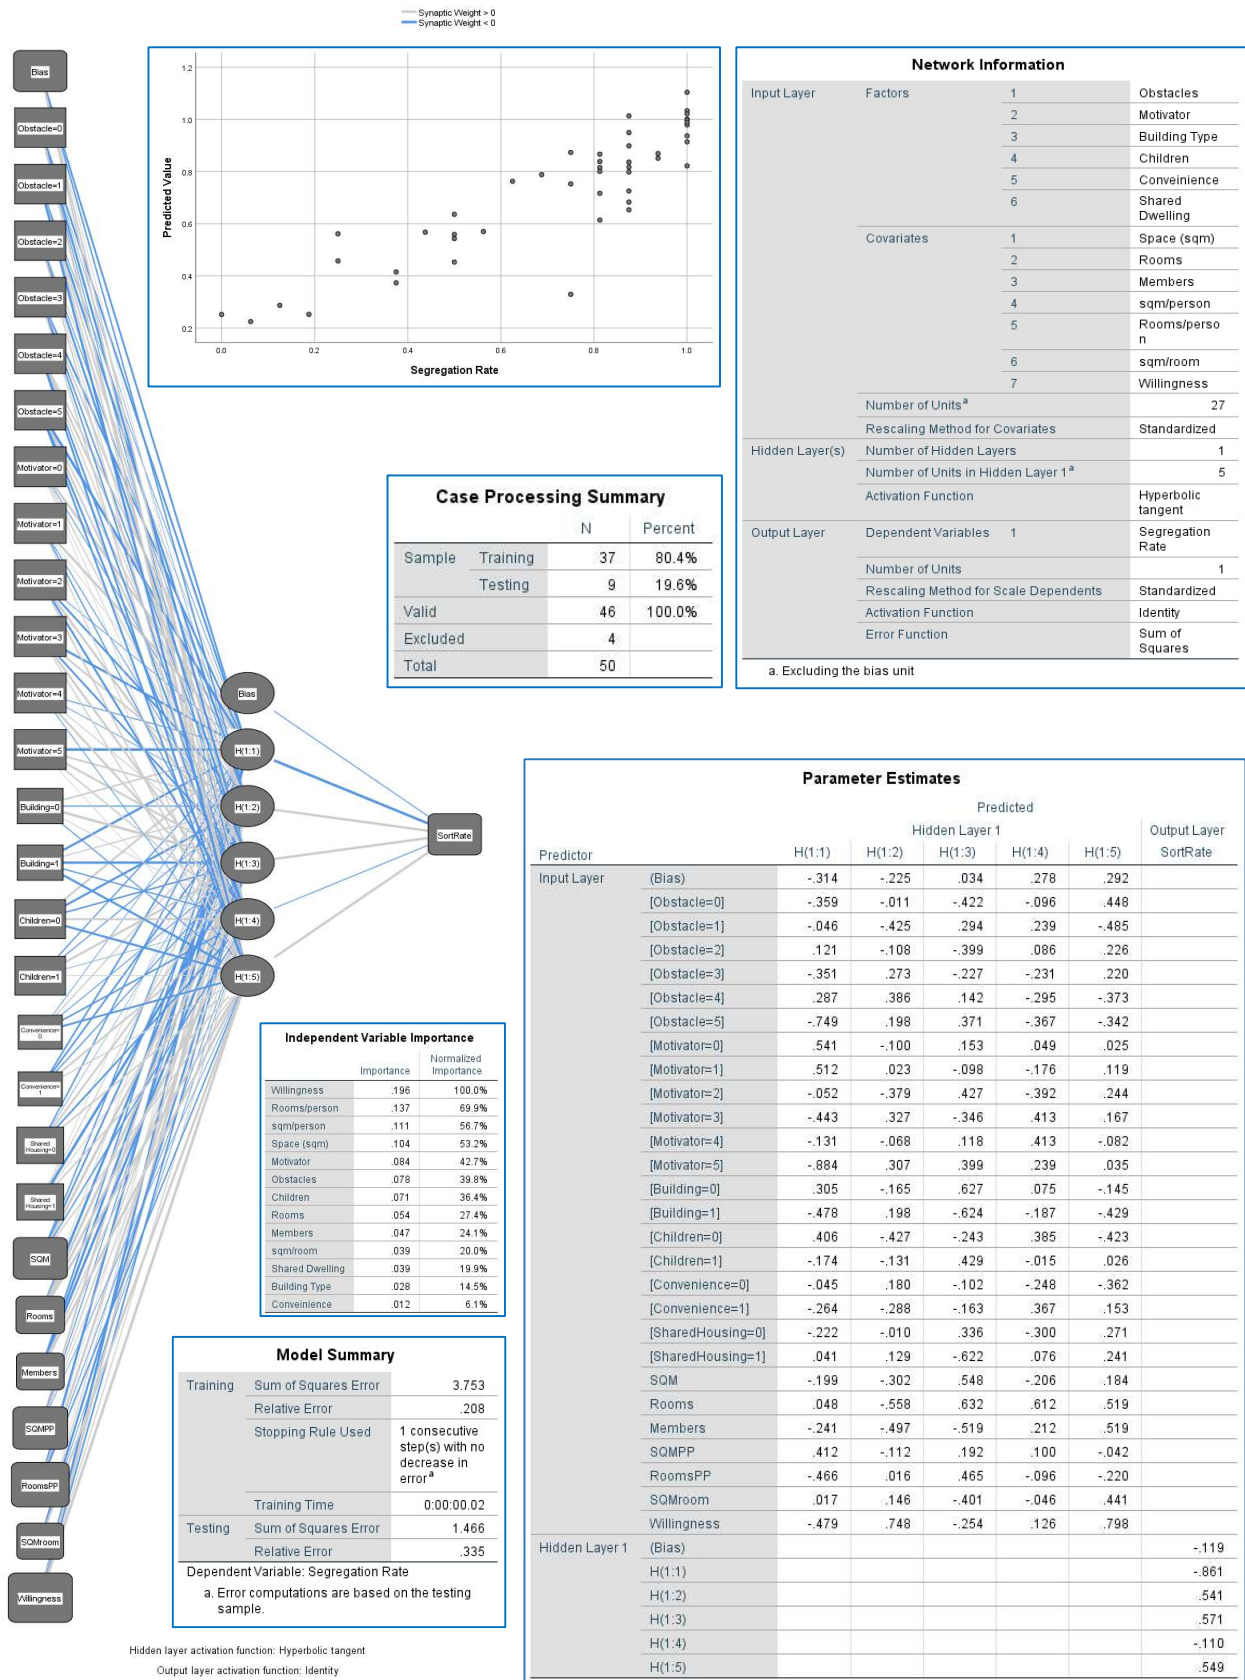 Synaptic Weight > 0
Synaptic Weight < 0
Bias
Obstacle=0
Obstacle=1
Obstacle=2
Obstacle=3
Obstacle=4
Obstacle=5
Motivator=0
Motivator=1
Motivator=2
Motivator=3
Motivator=4
Motivator=5
Building=0
Building=1
Children=0
Children=1
Convenience=
0
Convenience=
1
Shared
Housing=0
Shared
Housing=1
SQM
Rooms
Members
SQMPP
RoomsPP
SQMroom
Willingness
Bias
H(1:1)
H(1:2)
H(1:3)
H(1:4)
H(1:5)
SortRate
Hidden layer activation function: Hyperbolic tangent
Output layer activation function: Identity
1.2
1.0
0.8
0.6
0.4
0.2
Predicted Value
0.0 0.2 0.4 0.6 0.8 1.0
Segregation Rate
Network Information
Input Layer Factors 1 Obstacles
2 Motivator
3 Building Type
4 Children
5 Conveinience
6 Shared
Dwelling
Covariates 1 Space (sqm)
2 Rooms
3 Members
4 sqm/person
5 Rooms/perso
n
6 sqm/room
7 Willingness
Number of Units a 27
Rescaling Method for Covariates Standardized
Hidden Layer(s) Number of Hidden Layers 1
Number of Units in Hidden Layer 1 a 5
Activation Function Hyperbolic
tangent
Output Layer Dependent Variables 1 Segregation
Rate
Number of Units 1
Rescaling Method for Scale Dependents Standardized
Activation Function Identity
Error Function Sum of
Squares
a. Excluding the bias unit
Case Processing Summary
N Percent
Sample Training 37 80.4%
Testing 9 19.6%
Valid 46 100.0%
Excluded 4
Total 50
Independent Variable Importance
Importance Normalized
Importance
Willingness .196 100.0%
Rooms/person .137 69.9%
sqm/person .111 56.7%
Space (sqm) .104 53.2%
Motivator .084 42.7%
Obstacles .078 39.8%
Children .071 36.4%
Rooms .054 27.4%
Members .047 24.1%
sqm/room .039 20.0%
Shared Dwelling .039 19.9%
Building Type .028 14.5%
Conveinience .012 6.1%
Model Summary
Training Sum of Squares Error 3.753
Relative Error .208
Stopping Rule Used 1 consecutive
step(s) with no
decrease in
error a
Training Time 0:00:00.02
Testing Sum of Squares Error 1.466
Relative Error .335
Dependent Variable: Segregation Rate
a. Error computations are based on the testing
sample.
Parameter Estimates
Predicted
Hidden Layer 1 Output Layer
Predictor H(1:1) H(1:2) H(1:3) H(1:4) H(1:5) SortRate
Input Layer (Bias) -.314 -.225 .034 .278 .292
[Obstacle=0] -.359 -.011 -.422 -.096 .448
[Obstacle=1] -.046 -.425 .294 .239 -.485
[Obstacle=2] .121 -.108 -.399 .086 .226
[Obstacle=3] -.351 .273 -.227 -.231 .220
[Obstacle=4] .287 .386 .142 -.295 -.373
[Obstacle=5] -.749 .198 .371 -.367 -.342
[Motivator=0] .541 -.100 .153 .049 .025
[Motivator=1] .512 .023 -.098 -.176 .119
[Motivator=2] -.052 -.379 .427 -.392 .244
[Motivator=3] -.443 .327 -.346 .413 .167
[Motivator=4] -.131 -.068 .118 .413 -.082
[Motivator=5] -.884 .307 .399 .239 .035
[Building=0] .305 -.165 .627 .075 -.145
[Building=1] -.478 .198 -.624 -.187 -.429
[Children=0] .406 -.427 -.243 .385 -.423
[Children=1] -.174 -.131 .429 -.015 .026
[Convenience=0] -.045 .180 -.102 -.248 -.362
[Convenience=1] -.264 -.288 -.163 .367 .153
[SharedHousing=0] -.222 -.010 .336 -.300 .271
[SharedHousing=1] .041 .129 -.622 .076 .241
SQM -.199 -.302 .548 -.206 .184
Rooms .048 -.558 .632 .612 .519
Members -.241 -.497 -.519 .212 .519
SQMPP .412 -.112 .192 .100 -.042
RoomsPP -.466 .016 .465 -.096 -.220
SQMroom .017 .146 -.401 -.046 .441
Willingness -.479 .748 -.254 .126 .798
Hidden Layer 1 (Bias) -.119
H(1:1) -.861
H(1:2) .541
H(1:3) .571
H(1:4) -.110
H(1:5) .549